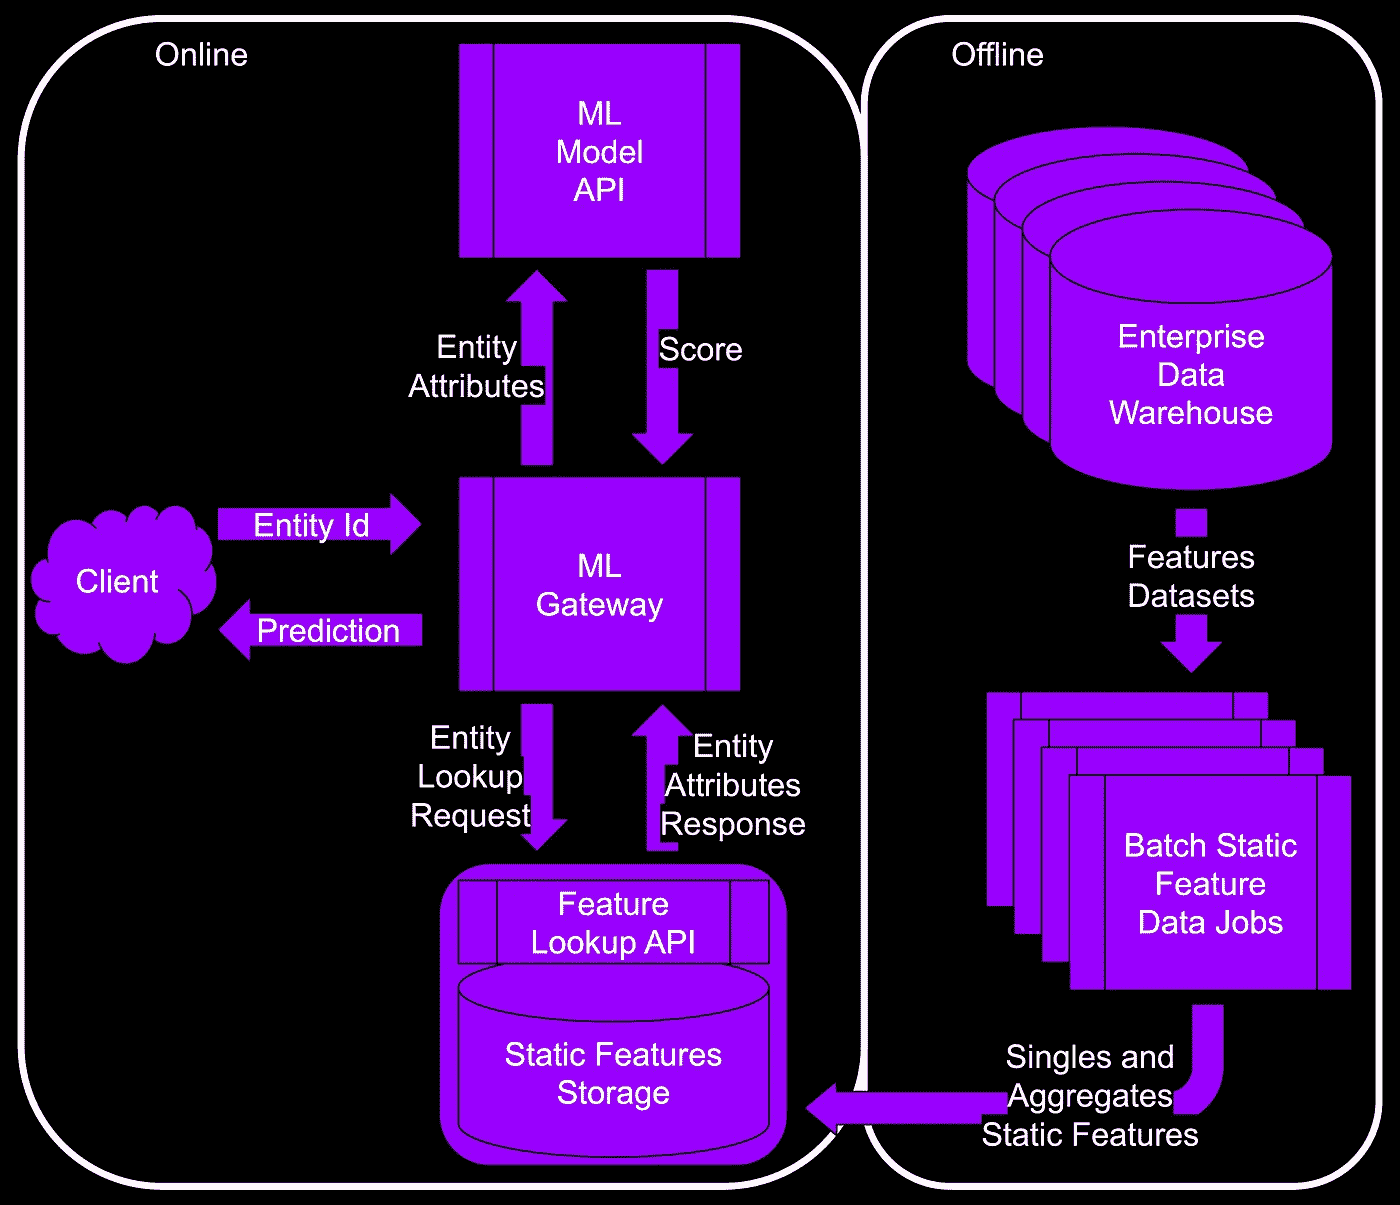 Online
ML
Model
API
Entity
Attributes
Score
Client
Entity Id
Prediction
ML
Gateway
Entity
Lookup
Request
Entity
Attributes
Response
Feature
Lookup API
Static Features
Storage
Offline
Enterprise
Data
Warehouse
Features
Datasets
Batch Static
Feature
Data Jobs
Singles and
Aggregates
Static Features